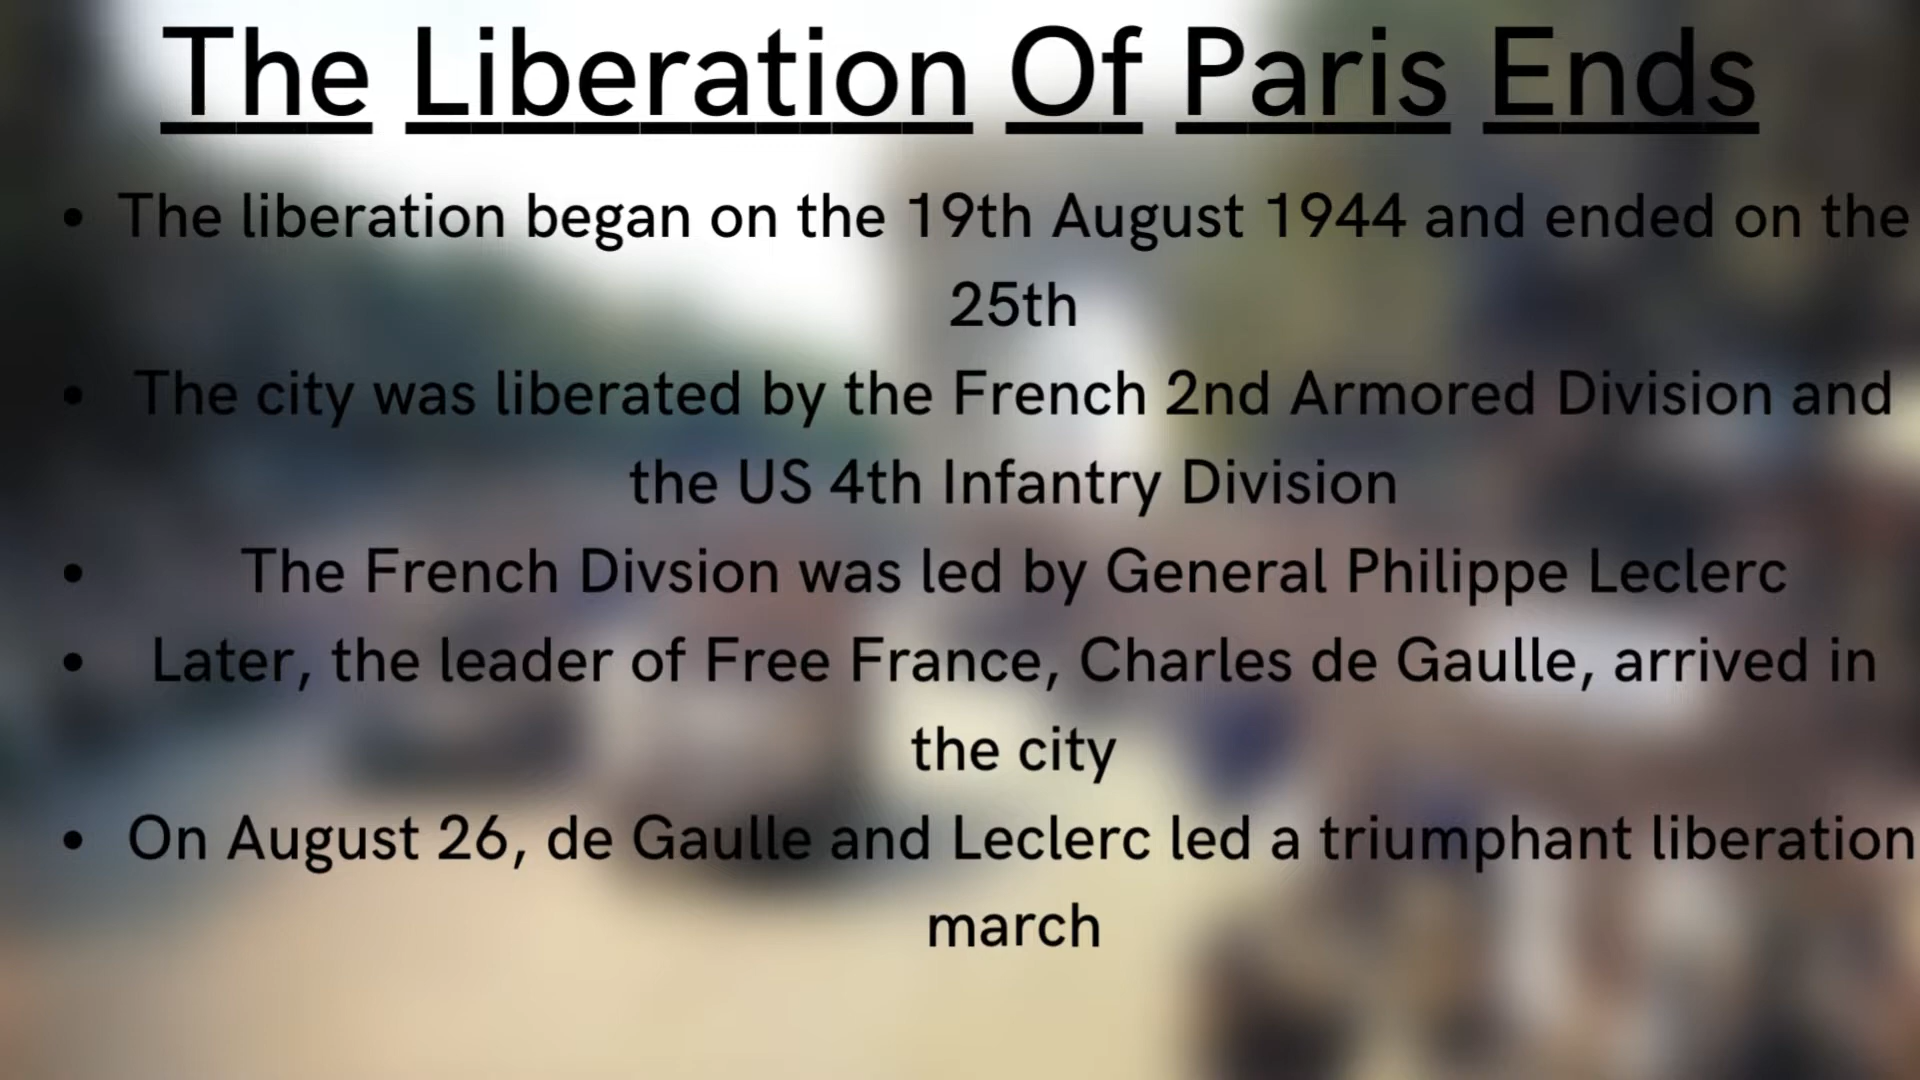 The Liberation Of Paris Ends
• The liberation began on the 19th August 1944 and ended on the
25th
• The city was liberated by the French 2nd Armored Division and
the US 4th Infantry Division
• The French Divsion was led by General Philippe Leclerc
• Later, the leader of Free France, Charles de Gaulle, arrived in
the city
• On August 26, de Gaulle and Leclerc led a triumphant liberation
march